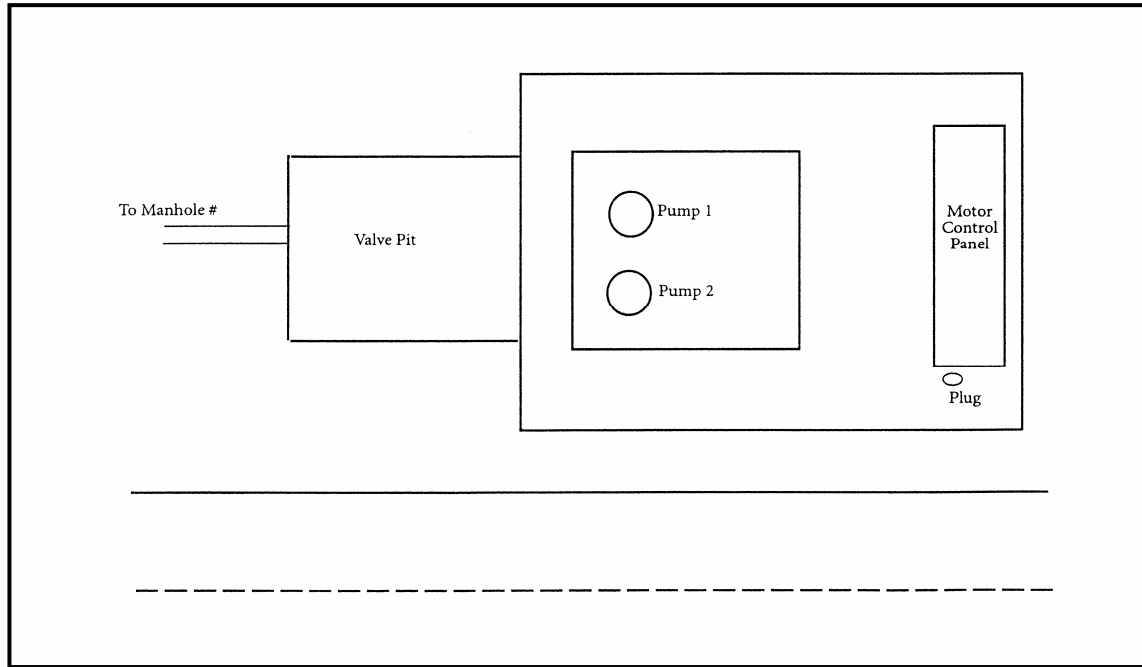 To Manhole #
Valve Pit
Pump 1
Pump 2
Motor
Control
Panel
Plug